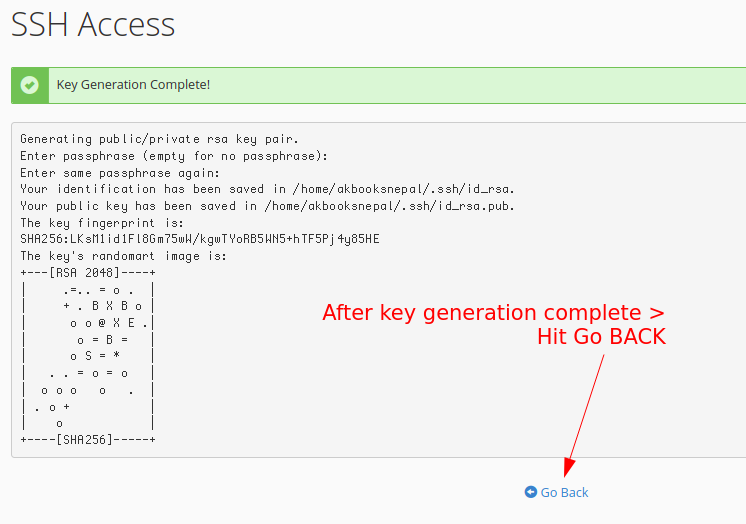 SSH Access
Key Generation Complete!
Generating public/private rsa key pair.
Enter passphrase (empty for no passphrase):
Enter same passphrase again:
Your identification has been saved in /home/akbooksnepal/.ssh/id_rsa.
Your public key has been saved in /home/akbooksnepal/.ssh/id_rsa.pub.
The key fingerprint is:
SHA256:LKsM1id1Fl8Gm75wW/kgwTYoRB5WN5+hTF5Pj4y85HE
The key's randomart image is:
+---[RSA 2048]----+
|     .=.. = o .  |
|     + . B X B o |
|      o o @ X E .|
|       o = B =   |
|      o S = *    |
|   . . = o = o   |
|  o o o   o   .  |
| . o +           |
|    o            |
+----[SHA256]-----+
After key generation complete >
Hit Go BACK
Go Back